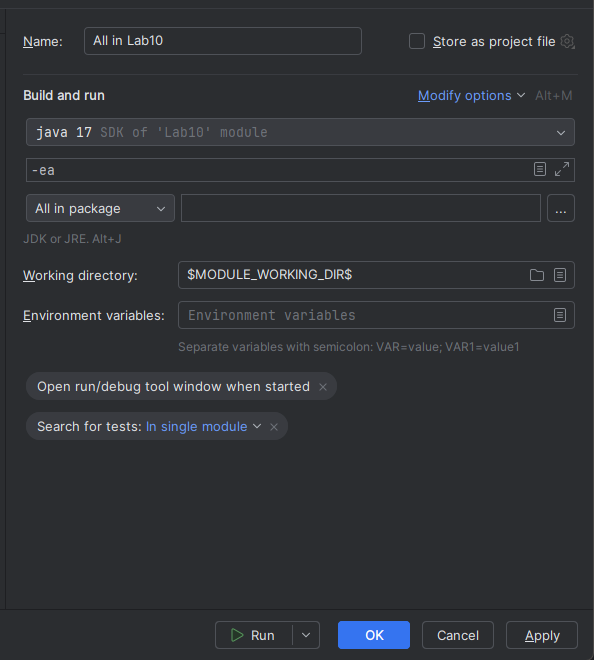 Name: All in Lab10 Store as project file
Build and run Modify options Alt+M
java 17 SDK of 'Lab10' module
-ea
All in package ...
JDK or JRE. Alt+J
Working directory: $MODULE_WORKING_DIR$
Environment variables: Environment variables
Separate variables with semicolon: VAR=value; VAR1=value1
Open run/debug tool window when started ×
Search for tests: In single module ×
Run OK Cancel Apply